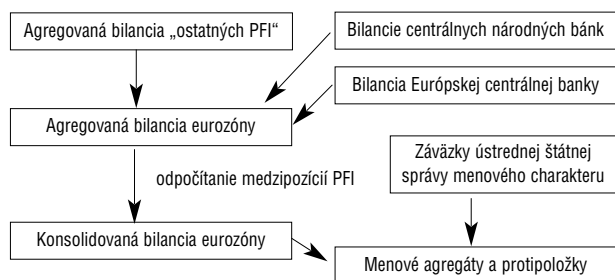 Agregovaná bilancia „ostatných PFI“
Bilancie centrálnych národných bánk
Bilancia Európskej centrálnej banky
Agregovaná bilancia eurozóny
odpočítanie medzipozícií PFI
Záväzky ústrednej štátnej
správy menového charakteru
Konsolidovaná bilancia eurozóny
Menové agregáty a protipoložky